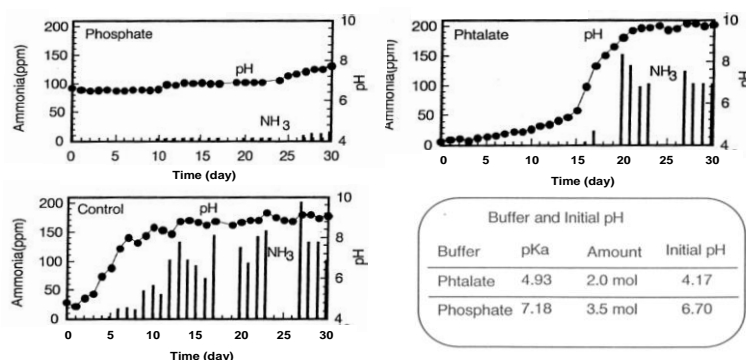 Phosphate
Ammonia(ppm)
200
150
100
50
0
10
8
6
4
pH
pH
NH3
0 5 10 15 20 25 30
Time (day)
Phtalate
Ammonia(ppm)
200
150
100
50
0
10
8
6
4
pH
pH
NH3
0 5 10 15 20 25 30
Time (day)
Control
Ammonia(ppm)
200
150
100
50
0
10
8
6
4
pH
pH
NH3
0 5 10 15 20 25 30
Time (day)
Buffer and Initial pH
Buffer pKa Amount Initial pH
Phtalate 4.93 2.0 mol 4.17
Phosphate 7.18 3.5 mol 6.70